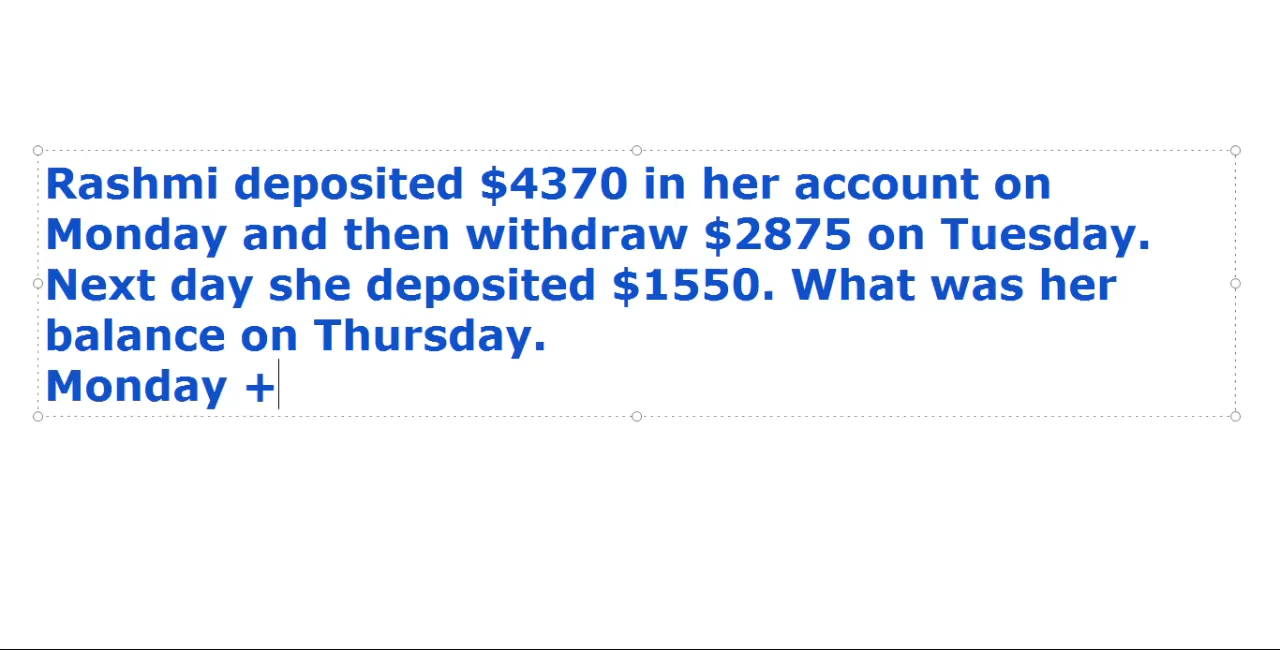 Rashmi deposited $4370 in her account on
Monday and then withdraw $2875 on Tuesday.
Next day she deposited $1550. What was her
balance on Thursday.
Monday +